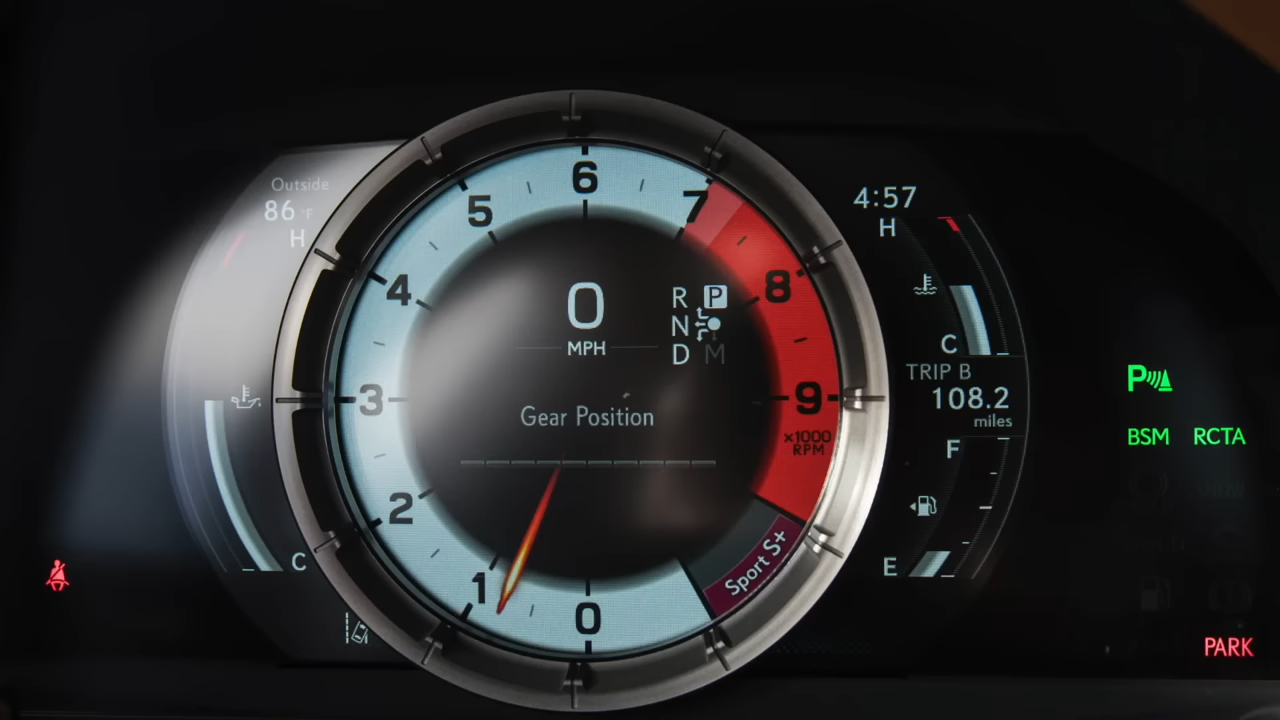 Outside
86 °F
H
C
6
5
7
4
8
3
9
2
1
0
×1000
RPM
0
MPH
R P
N
D M
Gear Position
Sport S+
4:57
H
C
TRIP B
108.2
miles
F
E
P
BSM RCTA
PARK